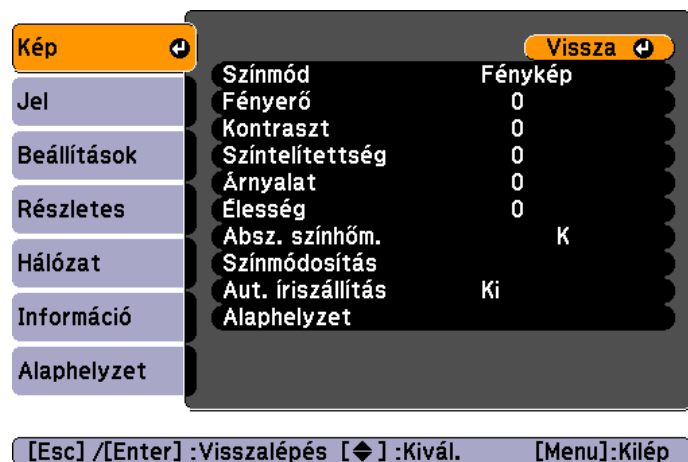 Kép
Jel
Beállítások
Részletes
Hálózat
Információ
Alaphelyzet
Vissza
Színmód Fénykép
Fényerő 0
Kontraszt 0
Színtelítettség 0
Árnyalat 0
Élesség 0
Absz. színhőm. K
Színmódosítás
Aut. íriszállítás Ki
Alaphelyzet
[Esc] /[Enter] :Visszalépés [◆] :Kivál. [Menu]:Kilép